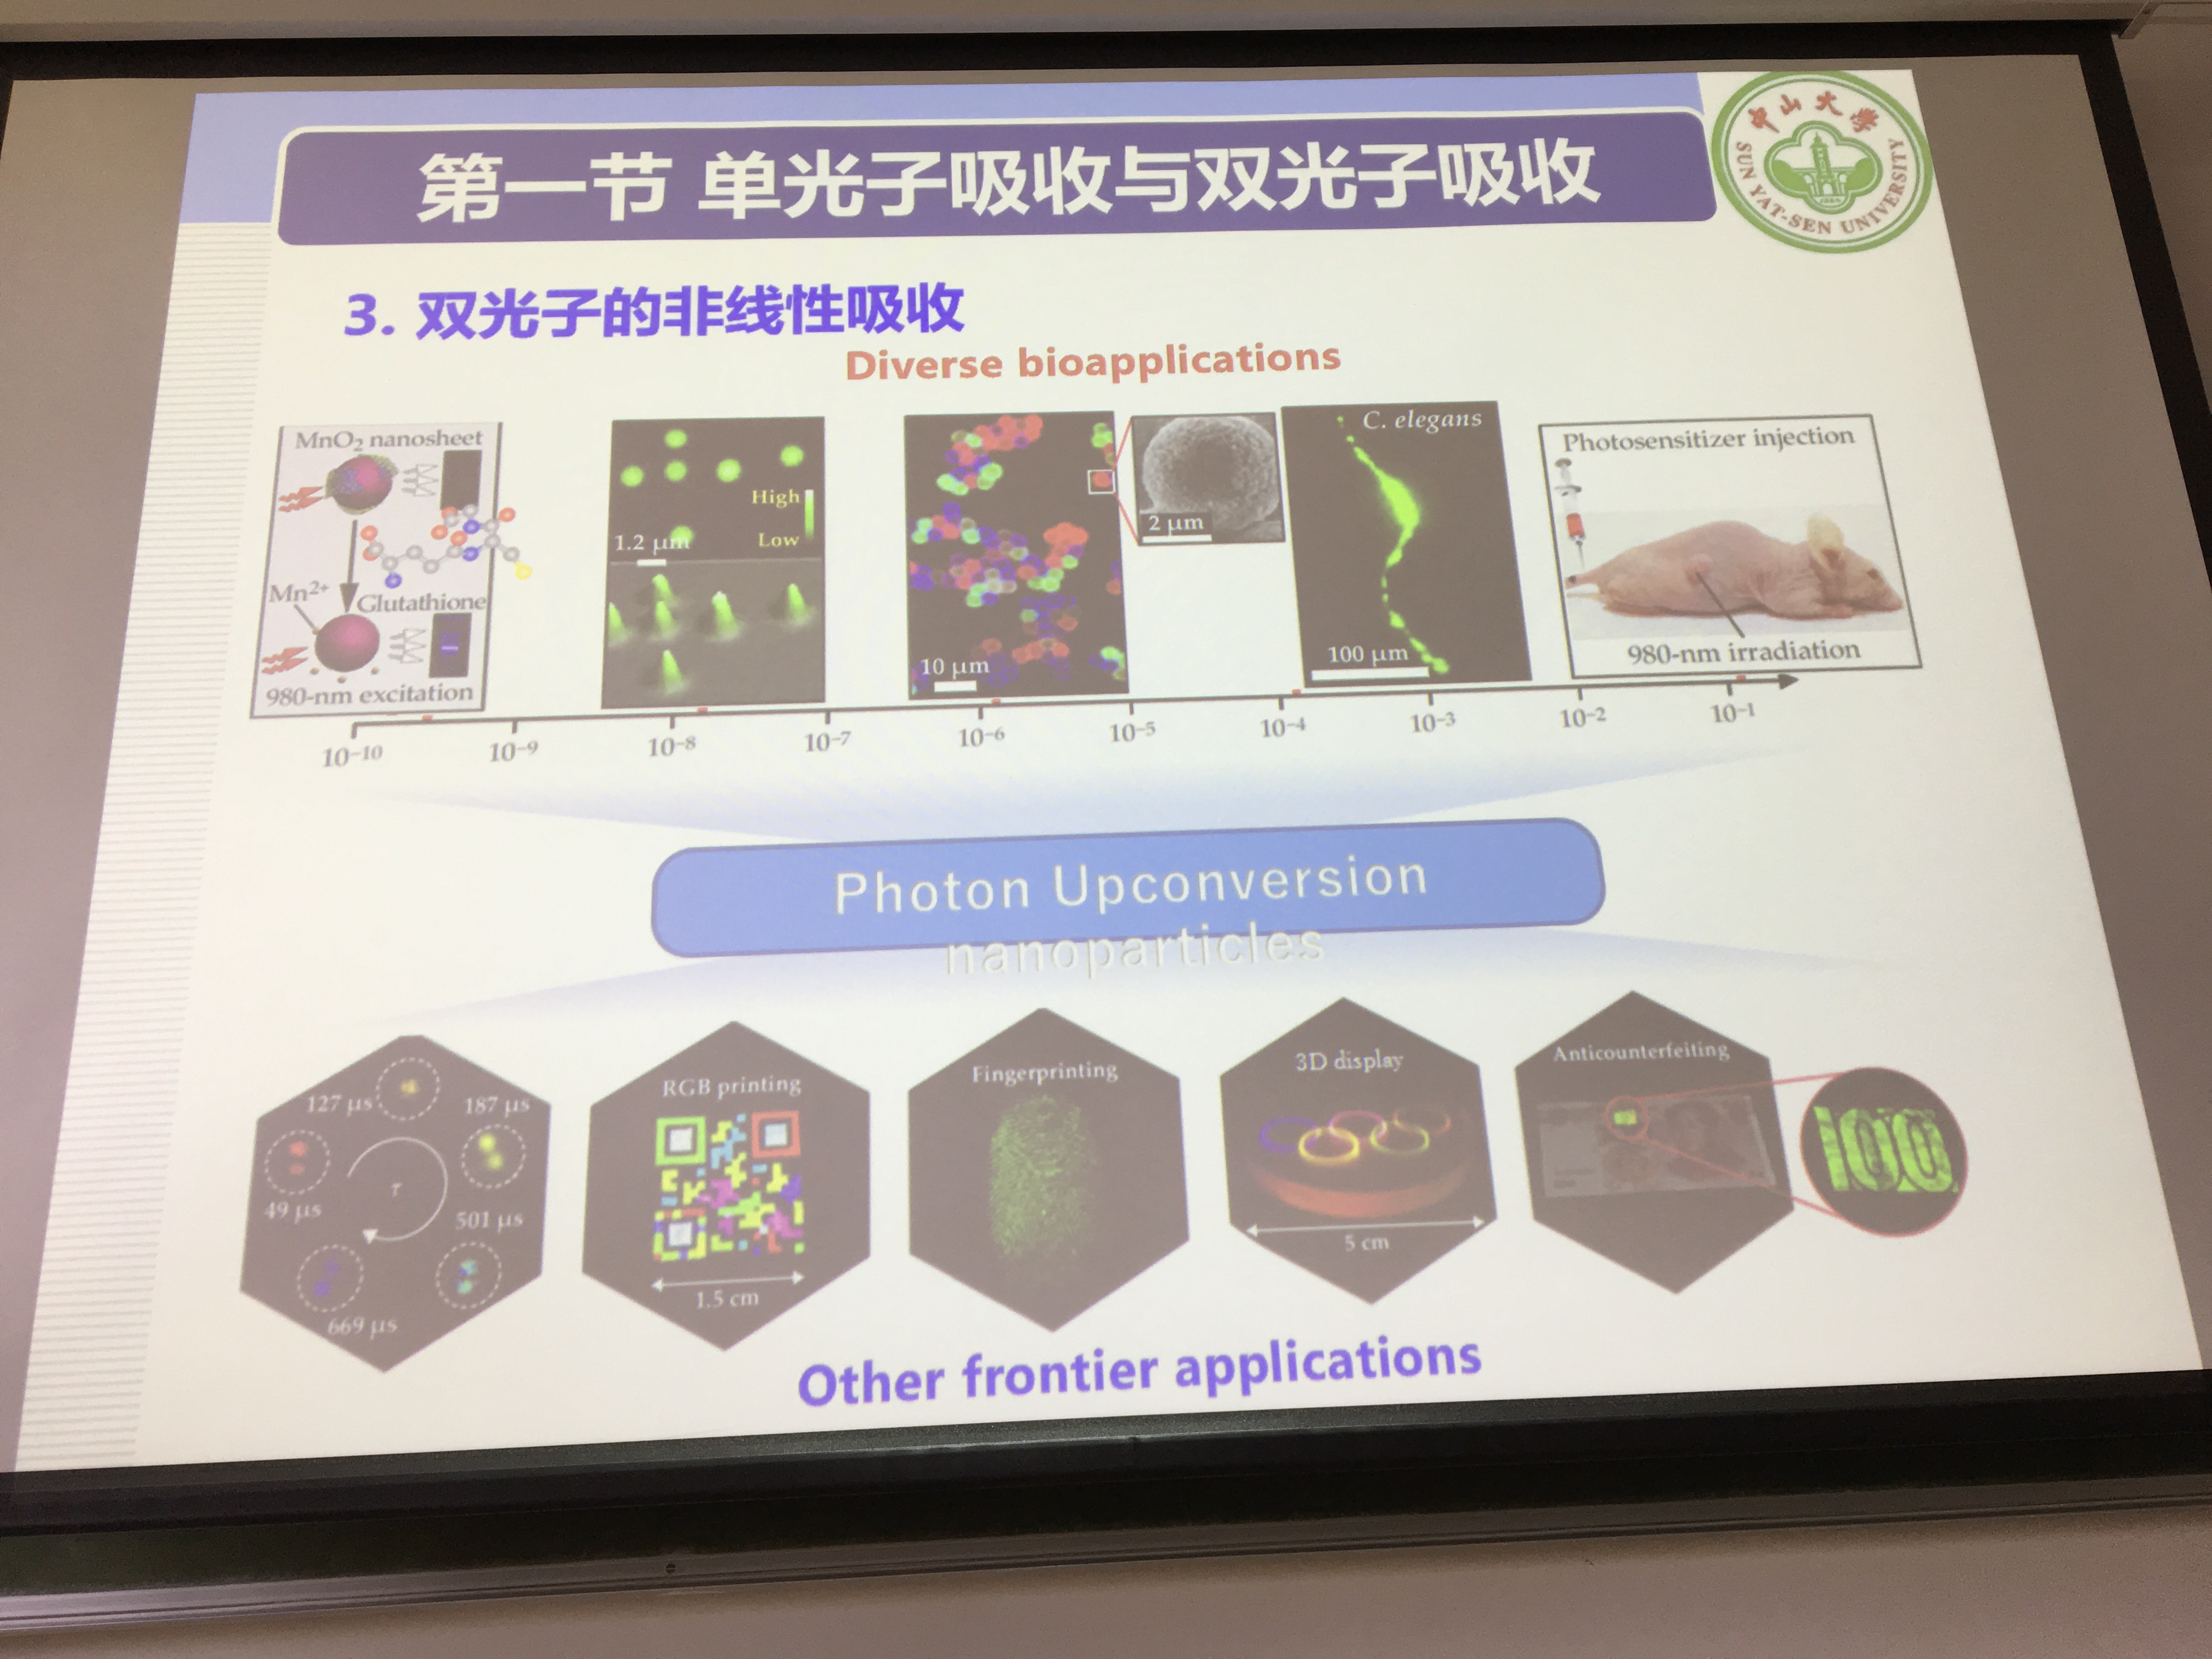 第一节 单光子吸收与双光子吸收
中山大学
SUN YAT-SEN UNIVERSITY
3. 双光子的非线性吸收
Diverse bioapplications
MnO₂ nanosheet
Mn²⁺
Glutathione
980-nm excitation
High
Low
1.2 μm
10 μm
2 μm
C. elegans
100 μm
Photosensitizer injection
980-nm irradiation
10⁻¹⁰ 10⁻⁹ 10⁻⁸ 10⁻⁷ 10⁻⁶ 10⁻⁵ 10⁻⁴ 10⁻³ 10⁻² 10⁻¹
Photon Upconversion
nanoparticles
127 μs
187 μs
49 μs
τ
501 μs
669 μs
RGB printing
1.5 cm
Fingerprinting
3D display
5 cm
Anticounterfeiting
100
Other frontier applications